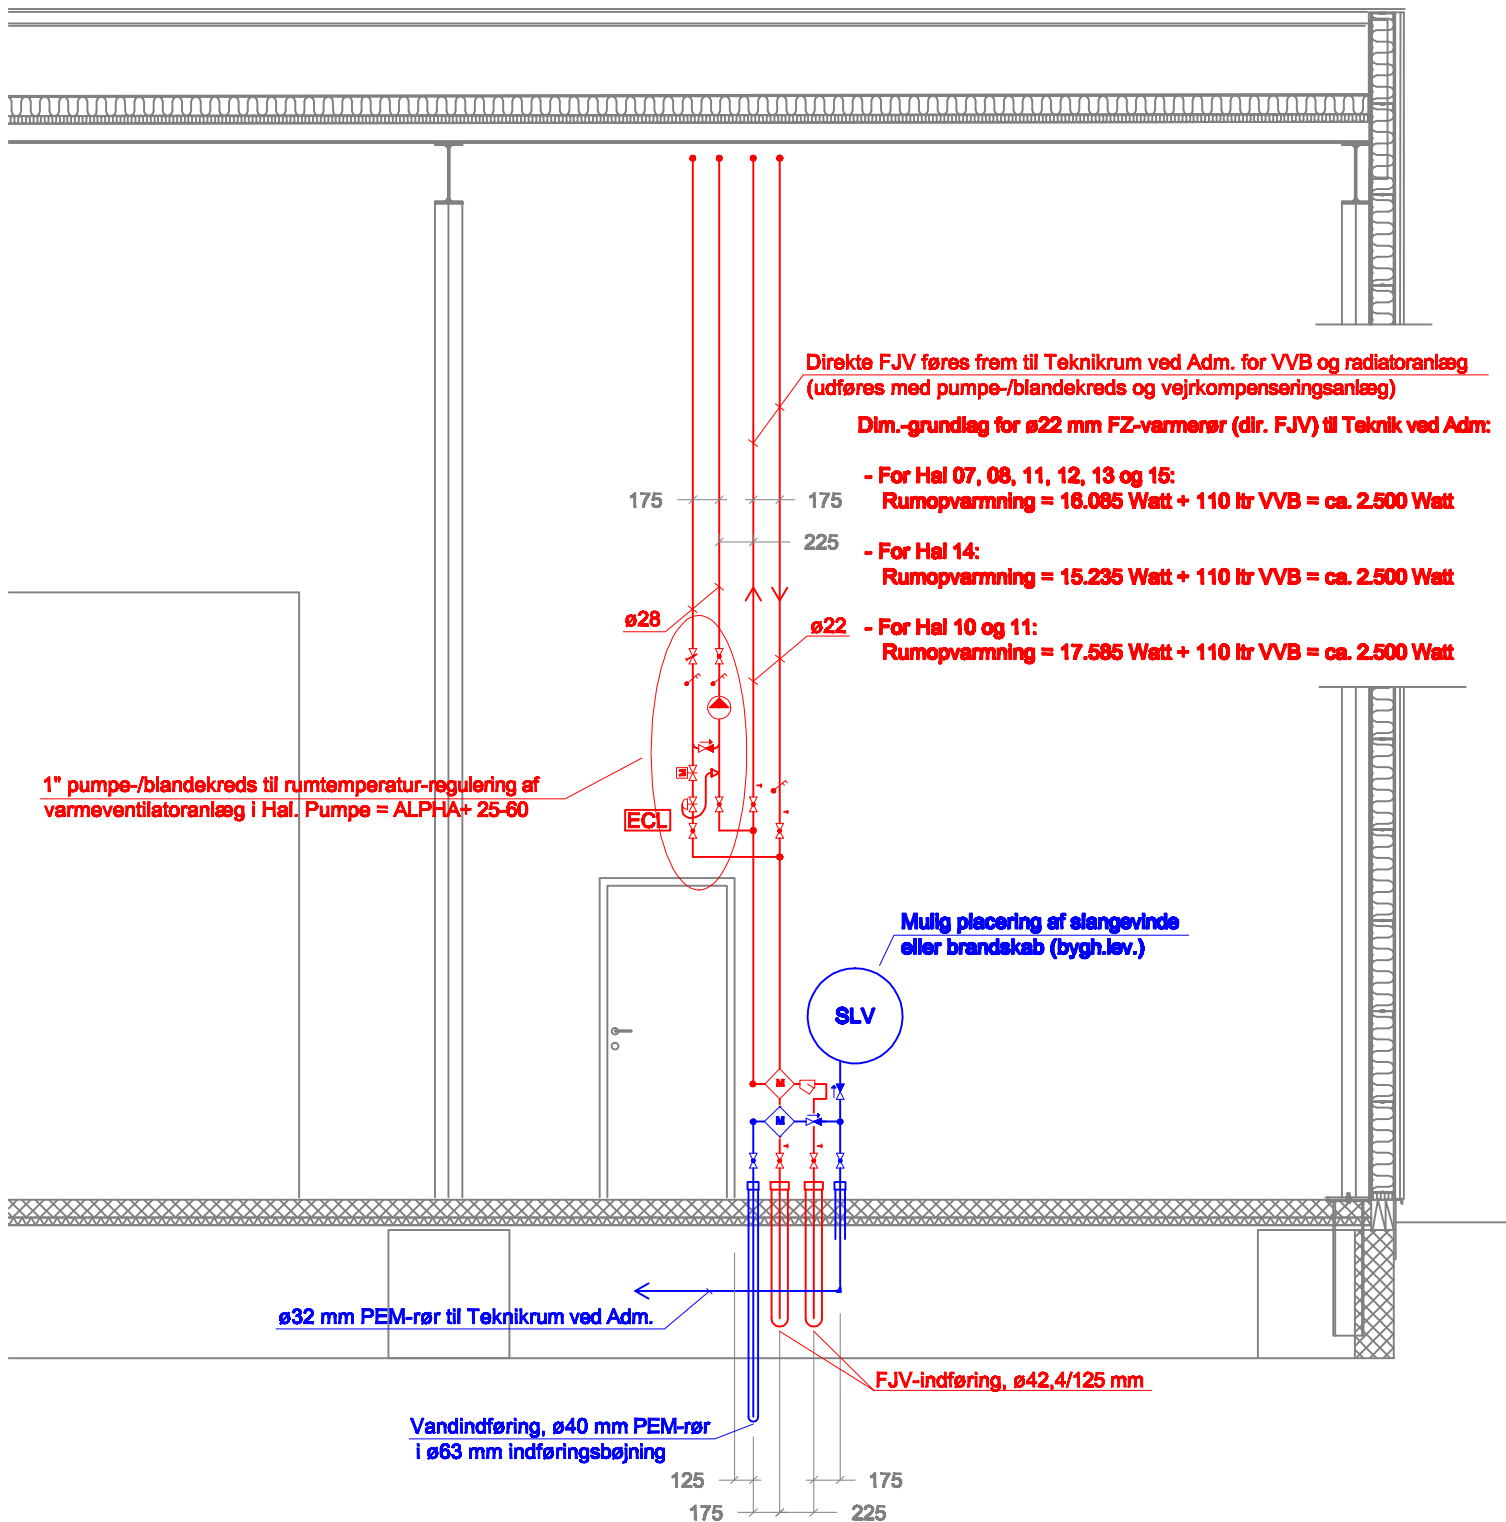 Direkte FJV føres frem til Teknikrum ved Adm. for VVB og radiatoranlæg
(udføres med pumpe-/blandekreds og vejrkompenseringsanlæg)
Dim.-grundlag for ø22 mm FZ-varmerør (dir. FJV) til Teknik ved Adm:
- For Hal 07, 08, 11, 12, 13 og 15:
Rumopvarmning = 16.085 Watt + 110 ltr VVB = ca. 2.500 Watt
175
175
225
- For Hal 14:
Rumopvarmning = 15.235 Watt + 110 ltr VVB = ca. 2.500 Watt
ø28
ø22
- For Hal 10 og 11:
Rumopvarmning = 17.585 Watt + 110 ltr VVB = ca. 2.500 Watt
M
1" pumpe-/blandekreds til rumtemperatur-regulering af
varmeventilatoranlæg i Hal. Pumpe = ALPHA+ 25-60
ECL
Mulig placering af slangevinde
eller brandskab (bygh.lev.)
SLV
M
M
ø32 mm PEM-rør til Teknikrum ved Adm.
FJV-indføring, ø42,4/125 mm
Vandindføring, ø40 mm PEM-rør
i ø63 mm indføringsbøjning
125
175
175
225